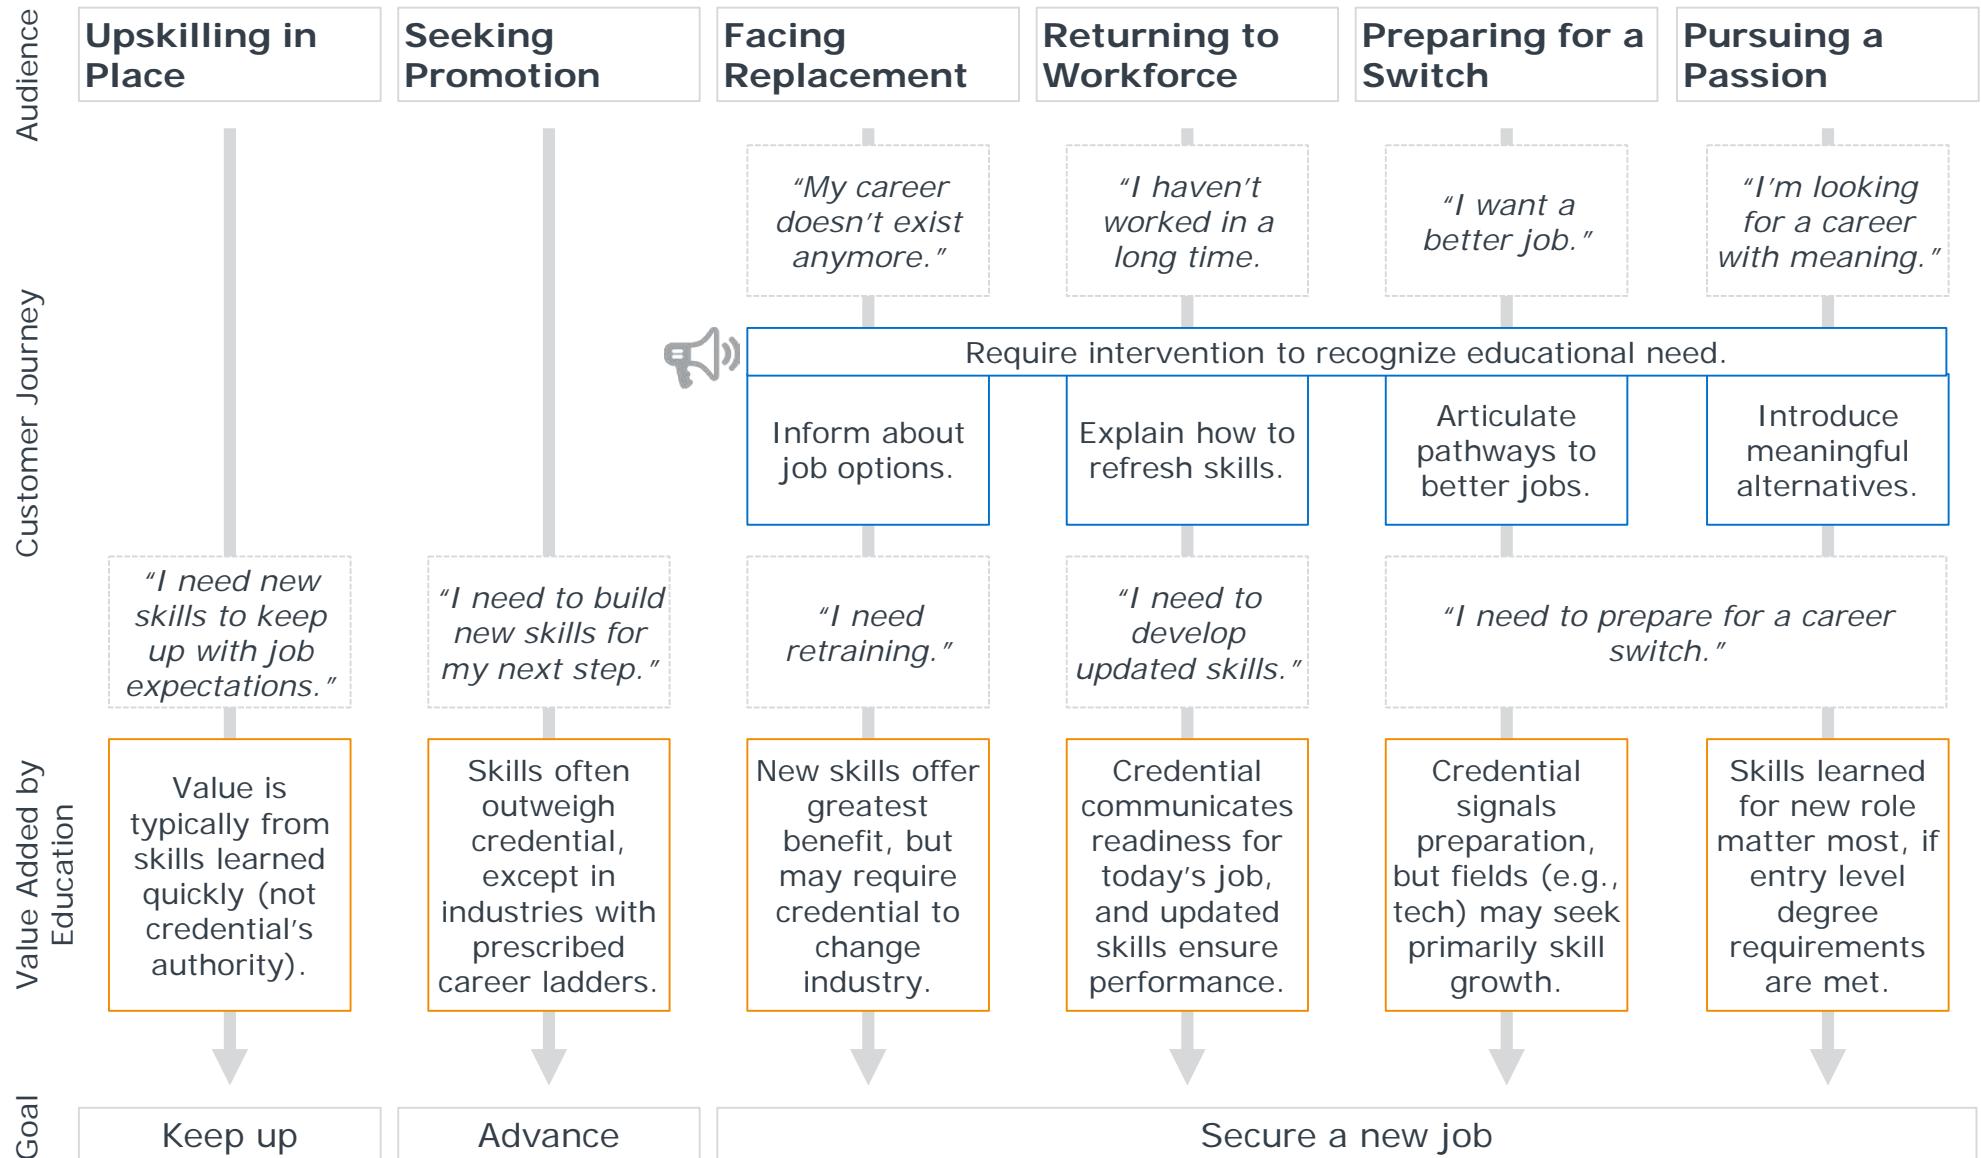 Audience
Upskilling in
Place
Seeking
Promotion
Facing
Replacement
Returning to
Workforce
Preparing for a
Switch
Pursuing a
Passion
Customer Journey
“My career
doesn’t exist
anymore.”
“I haven’t
worked in a
long time.
“I want a
better job.”
“I’m looking
for a career
with meaning.”
Require intervention to recognize educational need.
Inform about
job options.
Explain how to
refresh skills.
Articulate
pathways to
better jobs.
Introduce
meaningful
alternatives.
“I need new
skills to keep
up with job
expectations.”
“I need to build
new skills for
my next step.”
“I need
retraining.”
“I need to
develop
updated skills.”
“I need to prepare for a career
switch.”
Value Added by
Education
Value is
typically from
skills learned
quickly (not
credential’s
authority).
Skills often
outweigh
credential,
except in
industries with
prescribed
career ladders.
New skills offer
greatest
benefit, but
may require
credential to
change
industry.
Credential
communicates
readiness for
today’s job,
and updated
skills ensure
performance.
Credential
signals
preparation,
but fields (e.g.,
tech) may seek
primarily skill
growth.
Skills learned
for new role
matter most, if
entry level
degree
requirements
are met.
Goal
Keep up
Advance
Secure a new job